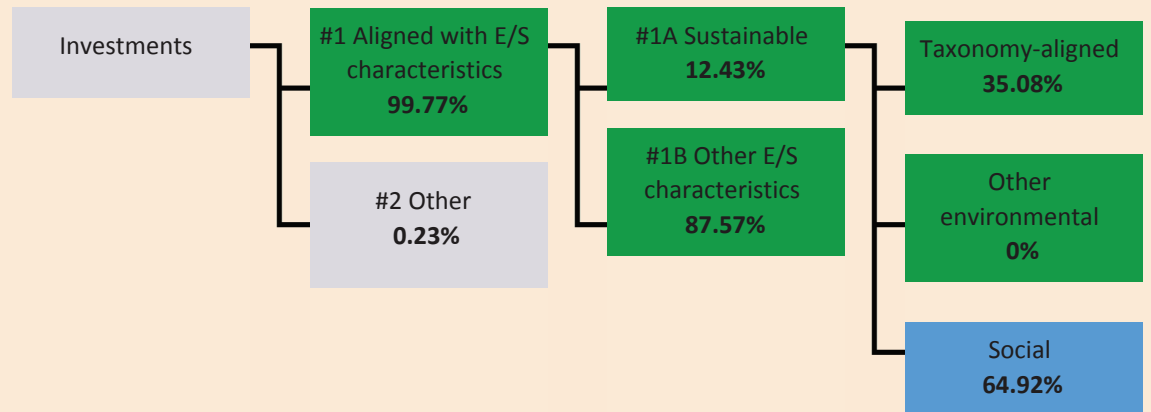 Investments
#1 Aligned with E/S
characteristics
99.77%
#2 Other
0.23%
#1A Sustainable
12.43%
#1B Other E/S
characteristics
87.57%
Taxonomy-aligned
35.08%
Other
environmental
0%
Social
64.92%